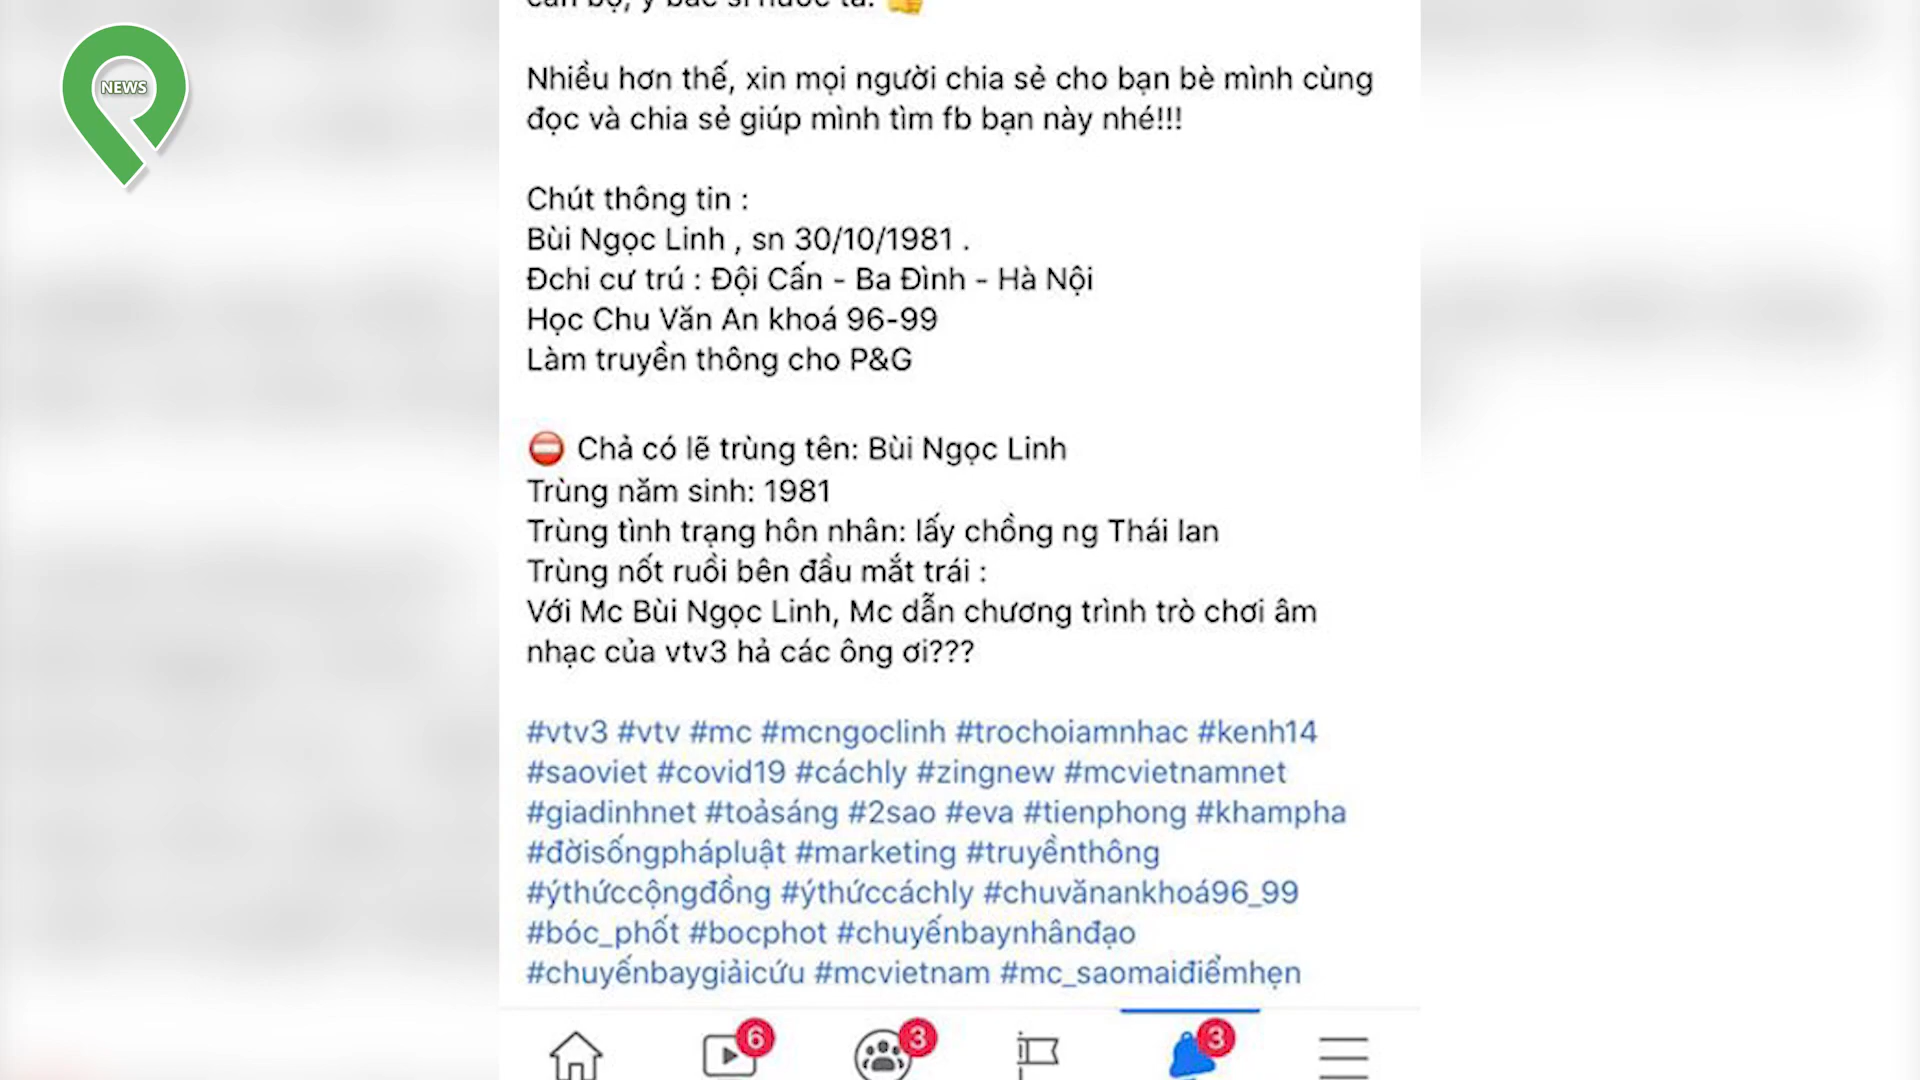 NEWS
cán bộ, y bác sĩ nước ta. 👍
Nhiều hơn thế, xin mọi người chia sẻ cho bạn bè mình cùng
đọc và chia sẻ giúp mình tìm fb bạn này nhé!!!
Chút thông tin :
Bùi Ngọc Linh , sn 30/10/1981 .
Đchi cư trú : Đội Cấn - Ba Đình - Hà Nội
Học Chu Văn An khoá 96-99
Làm truyền thông cho P&G
⛔ Chả có lẽ trùng tên: Bùi Ngọc Linh
Trùng năm sinh: 1981
Trùng tình trạng hôn nhân: lấy chồng ng Thái lan
Trùng nốt ruồi bên đầu mắt trái :
Với Mc Bùi Ngọc Linh, Mc dẫn chương trình trò chơi âm
nhạc của vtv3 hả các ông ơi???
#vtv3 #vtv #mc #mcngoclinh #trochoiamnhac #kenh14
#saoviet #covid19 #cáchly #zingnew #mcvietnamnet
#giadinhnet #toảsáng #2sao #eva #tienphong #khampha
#đờisốngphápluật #marketing #truyềnthông
#ýthứccộngđồng #ýthứccáchly #chuvănankhoá96_99
#bóc_phốt #bocphot #chuyếnbaynhânđạo
#chuyếnbaygiảicứu #mcvietnam #mc_saomaiđiểmhẹn
6 3 3